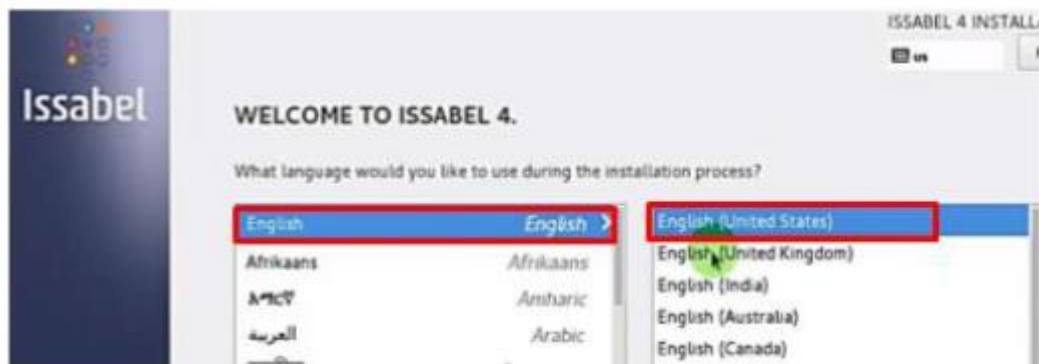 ISSABEL 4 INSTALLA
us
Issabel
WELCOME TO ISSABEL 4.
What language would you like to use during the installation process?
English English
Afrikaans Afrikaans
አማርኛ Amharic
العربية Arabic
English (United States)
English (United Kingdom)
English (India)
English (Australia)
English (Canada)